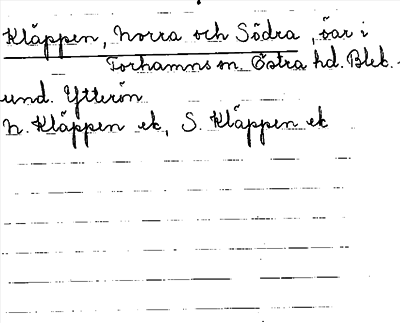 Kläppen, Norra och Södra, öar i
Torhamns sn. Östra hd. Blek.
und. Ytterön
N. Kläppen ek, S. Kläppen ek